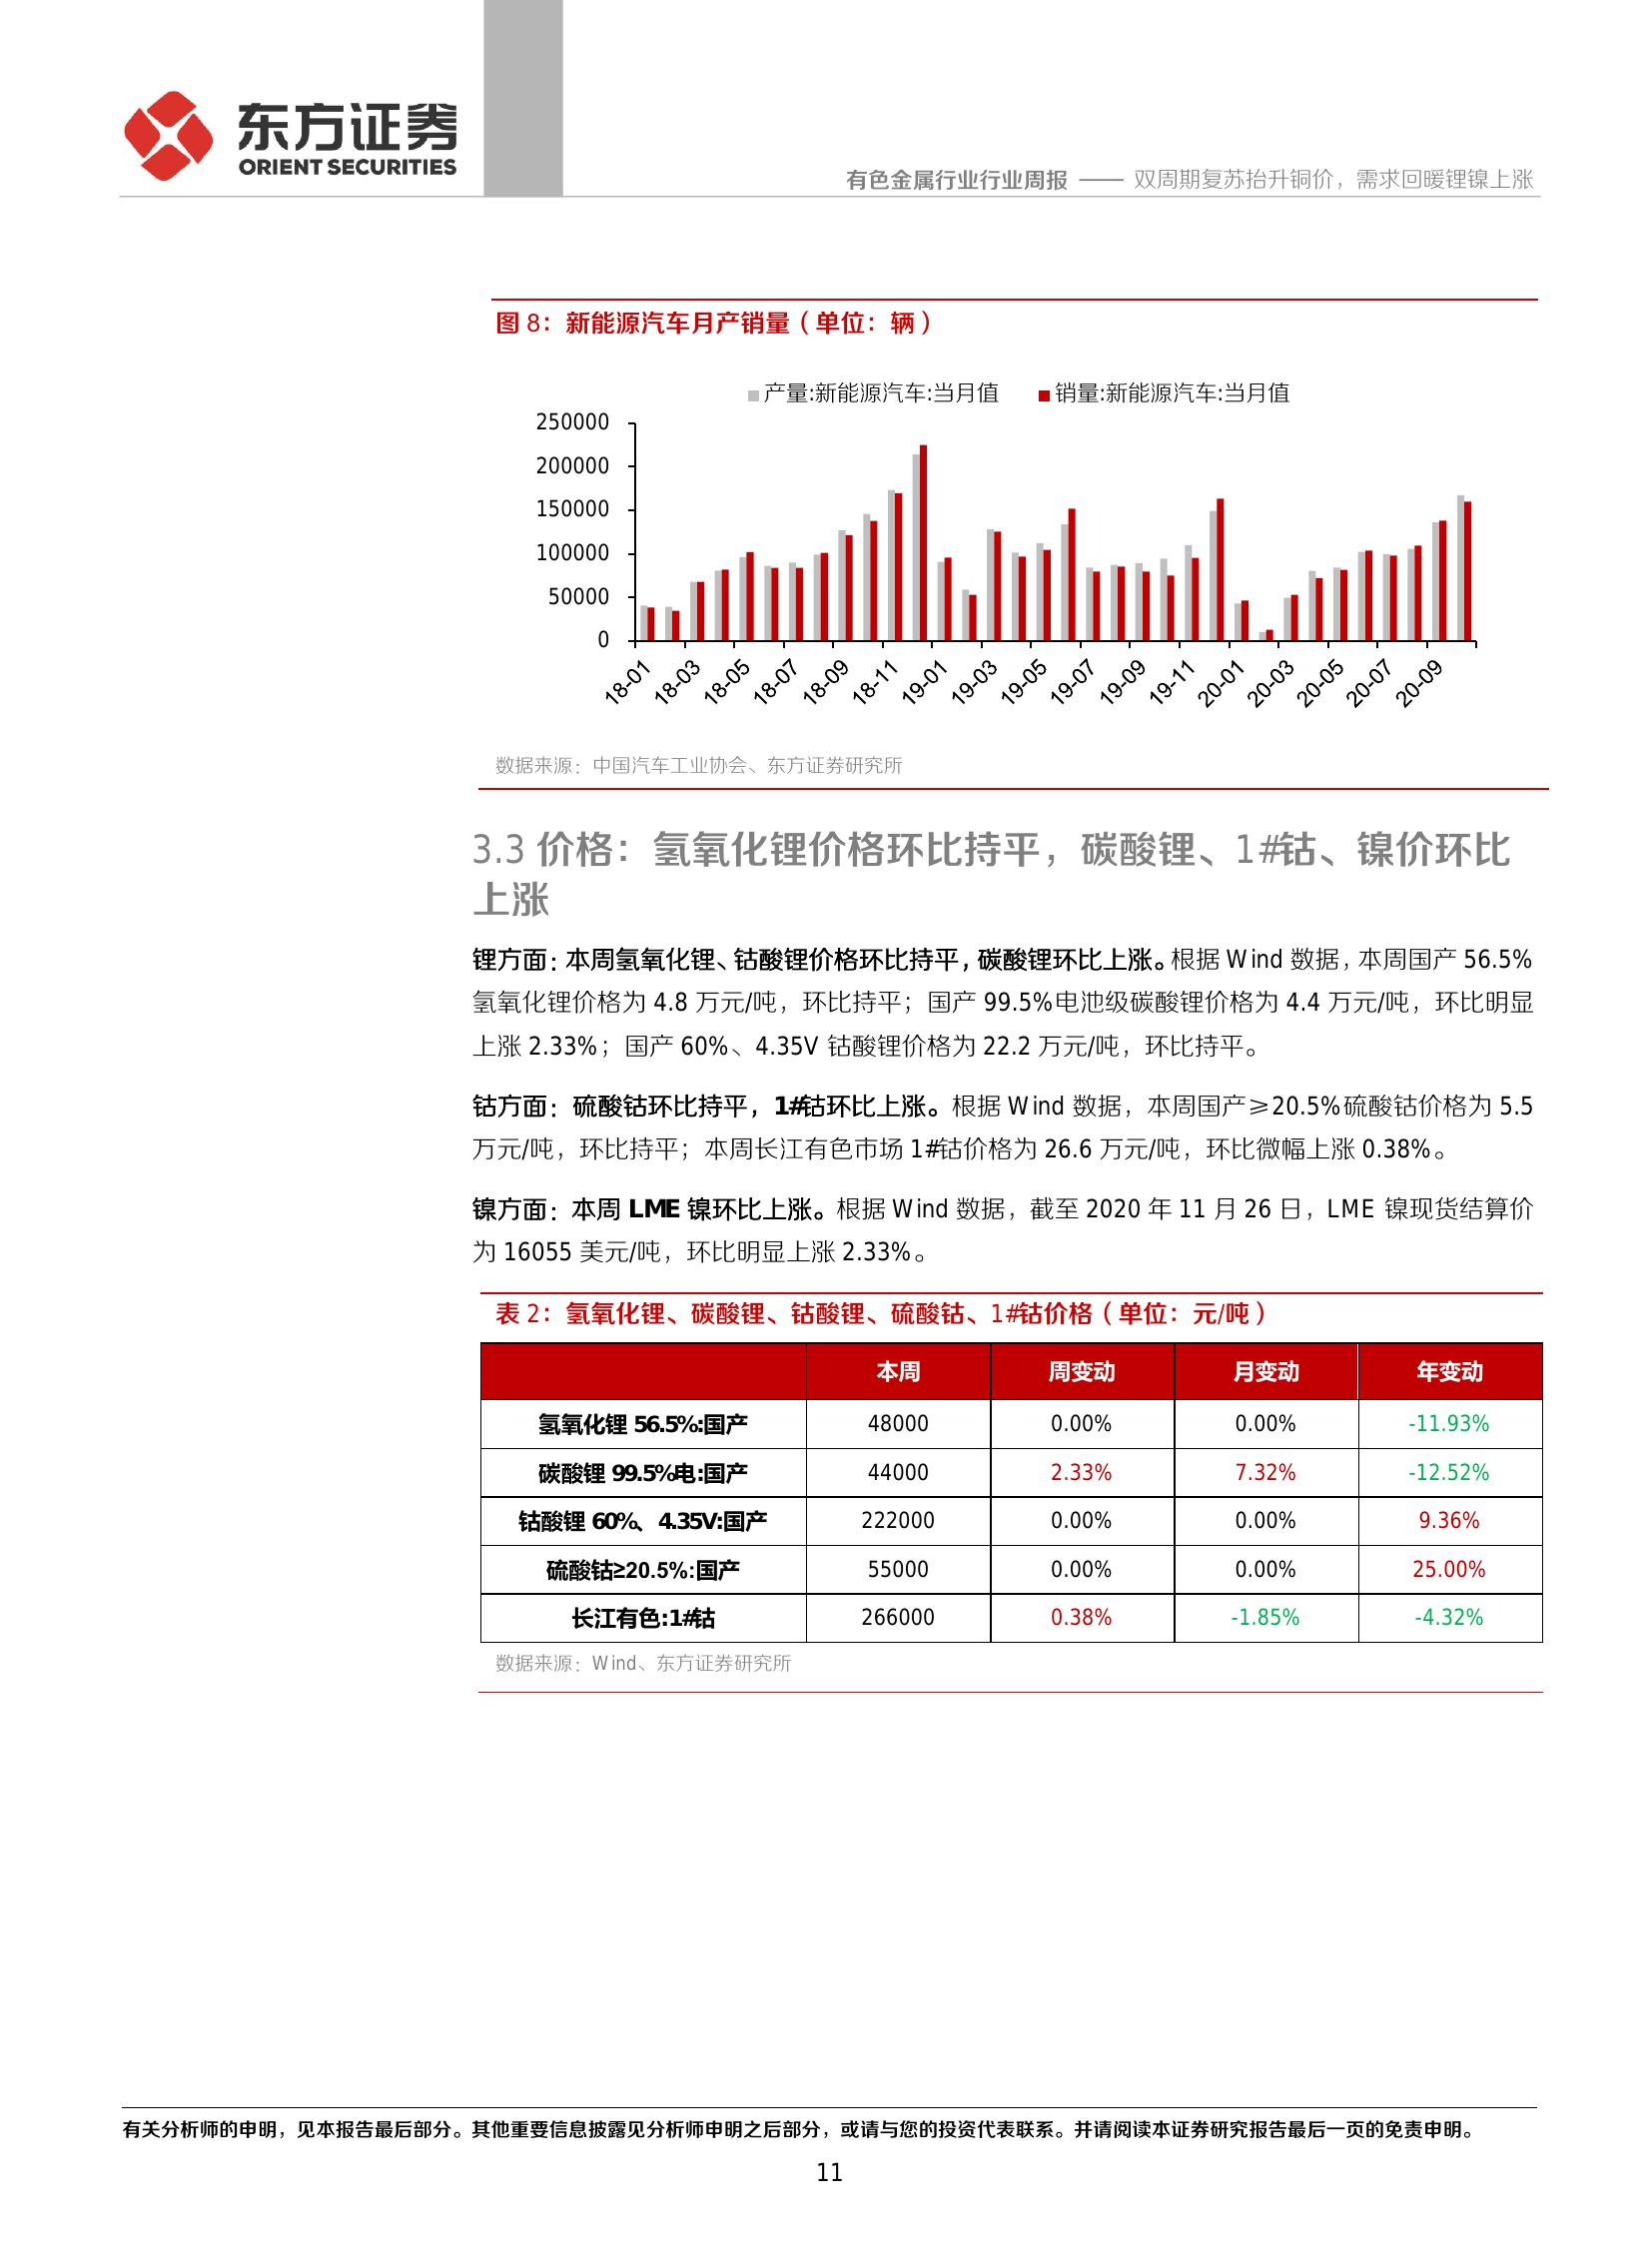 东方证券
ORIENT SECURITIES
有色金属行业行业周报 —— 双周期复苏抬升铜价，需求回暖锂镍上涨
图 8：新能源汽车月产销量（单位：辆）
产量:新能源汽车:当月值 销量:新能源汽车:当月值
250000
200000
150000
100000
50000
0
18-01 18-03 18-05 18-07 18-09 18-11 19-01 19-03 19-05 19-07 19-09 19-11 20-01 20-03 20-05 20-07 20-09
数据来源：中国汽车工业协会、东方证券研究所
3.3 价格：氢氧化锂价格环比持平，碳酸锂、1#钴、镍价环比
上涨
锂方面：本周氢氧化锂、钴酸锂价格环比持平，碳酸锂环比上涨。根据 Wind 数据，本周国产 56.5%
氢氧化锂价格为 4.8 万元/吨，环比持平；国产 99.5%电池级碳酸锂价格为 4.4 万元/吨，环比明显
上涨 2.33%；国产 60%、4.35V 钴酸锂价格为 22.2 万元/吨，环比持平。
钴方面：硫酸钴环比持平，1#钴环比上涨。根据 Wind 数据，本周国产≥20.5%硫酸钴价格为 5.5
万元/吨，环比持平；本周长江有色市场 1#钴价格为 26.6 万元/吨，环比微幅上涨 0.38%。
镍方面：本周 LME 镍环比上涨。根据 Wind 数据，截至 2020 年 11 月 26 日，LME 镍现货结算价
为 16055 美元/吨，环比明显上涨 2.33%。
表 2：氢氧化锂、碳酸锂、钴酸锂、硫酸钴、1#钴价格（单位：元/吨）
本周 周变动 月变动 年变动
氢氧化锂 56.5%:国产 48000 0.00% 0.00% -11.93%
碳酸锂 99.5%电:国产 44000 2.33% 7.32% -12.52%
钴酸锂 60%、4.35V:国产 222000 0.00% 0.00% 9.36%
硫酸钴≥20.5%:国产 55000 0.00% 0.00% 25.00%
长江有色:1#钴 266000 0.38% -1.85% -4.32%
数据来源：Wind、东方证券研究所
有关分析师的申明，见本报告最后部分。其他重要信息披露见分析师申明之后部分，或请与您的投资代表联系。并请阅读本证券研究报告最后一页的免责申明。
11